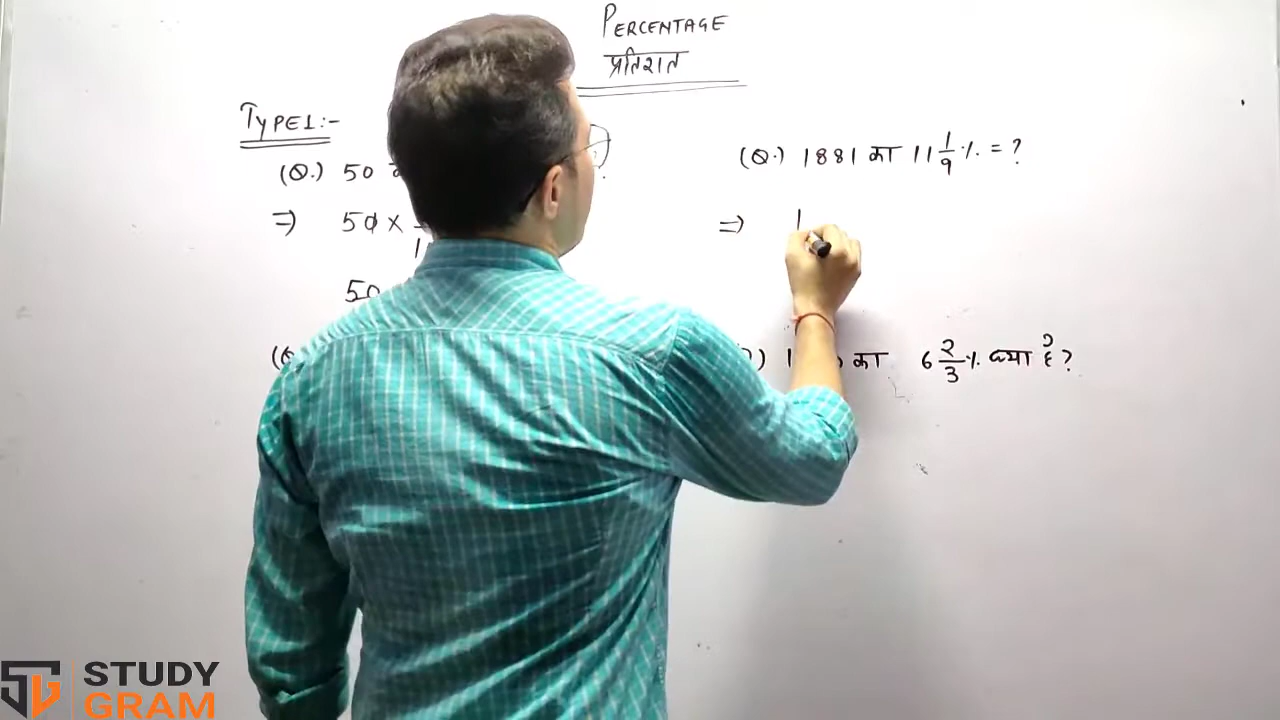 PERCENTAGE
प्रतिशत
TYPE1:-
(Q.) 50
⇒ 50 ×
50
(Q.) 1881 का 11 1/9 % = ?
⇒ 1
का 6 2/3 % क्या है?
STUDY
GRAM